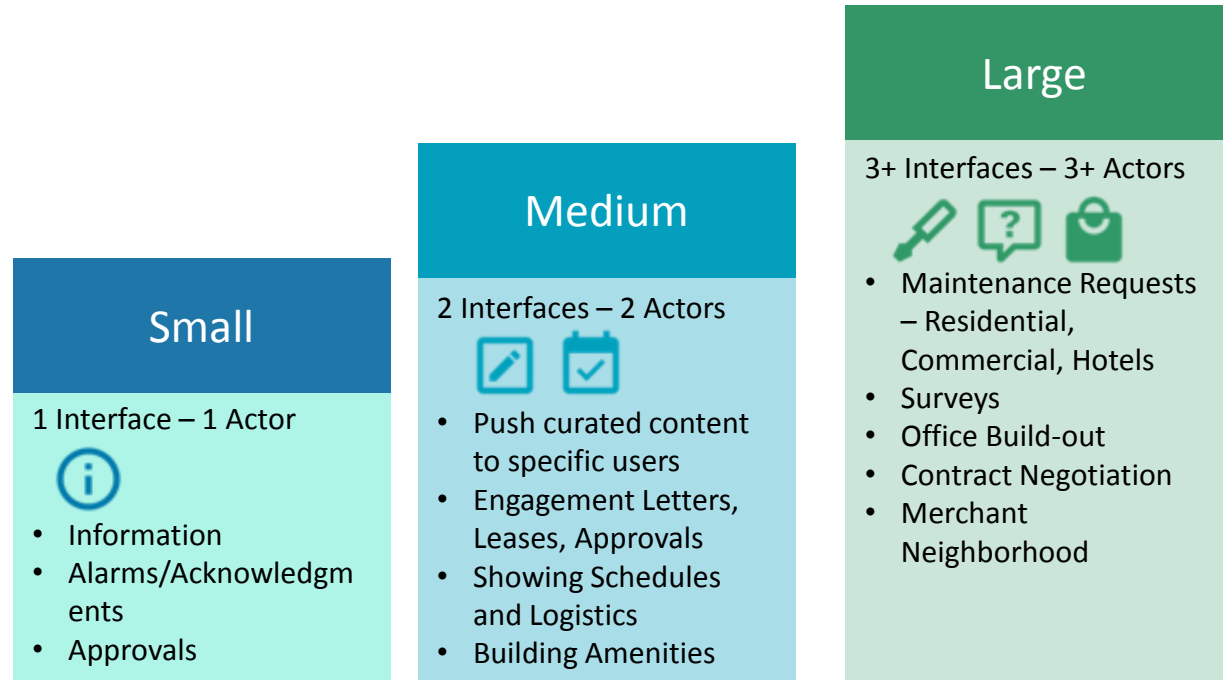 Small
1 Interface – 1 Actor
• Information
• Alarms/Acknowledgm
ents
• Approvals
Medium
2 Interfaces – 2 Actors
• Push curated content
to specific users
• Engagement Letters,
Leases, Approvals
• Showing Schedules
and Logistics
• Building Amenities
Large
3+ Interfaces – 3+ Actors
?
• Maintenance Requests
– Residential,
Commercial, Hotels
• Surveys
• Office Build-out
• Contract Negotiation
• Merchant
Neighborhood